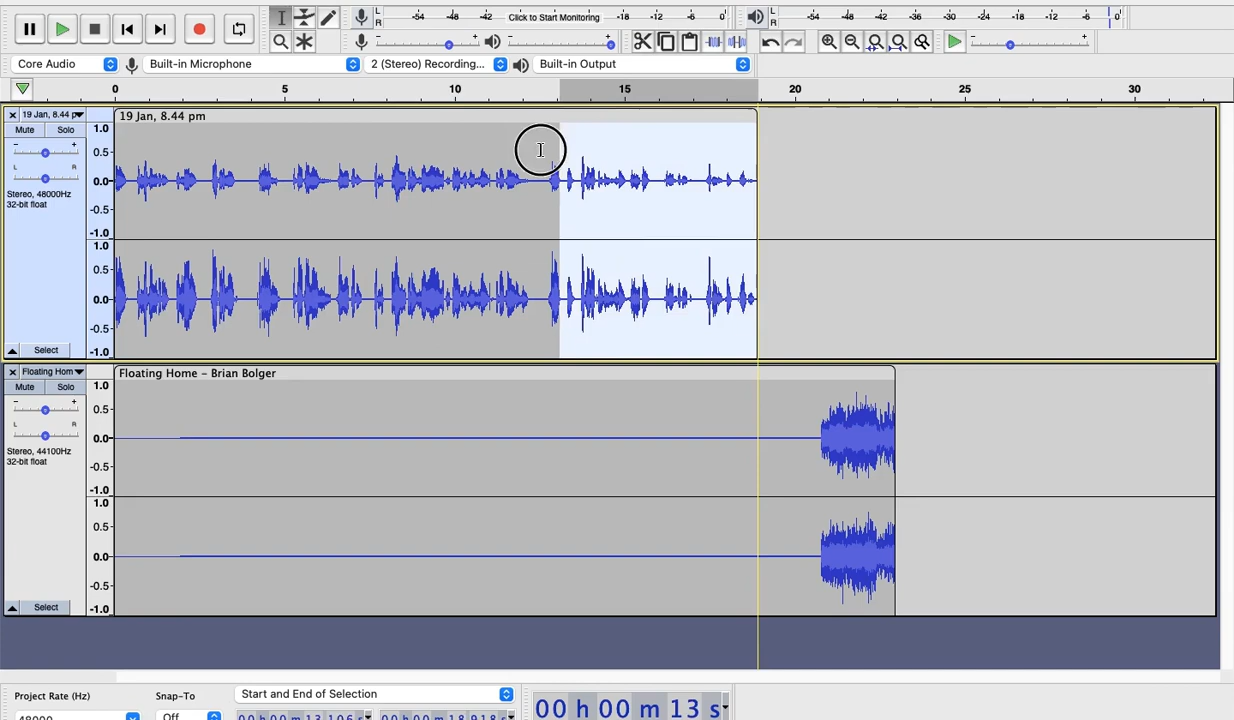 L R -54 -48 -42 Click to Start Monitoring -18 -12 -6 0 L R -54 -48 -42 -36 -30 -24 -18 -12 -6 0
- + - +
Core Audio Built-in Microphone 2 (Stereo) Recording... Built-in Output
0 5 10 15 20 25 30
19 Jan, 8.44 p 19 Jan, 8.44 pm
Mute Solo
- +
L R
Stereo, 48000Hz
32-bit float
Select
1.0
0.5
0.0
-0.5
-1.0
1.0
0.5
0.0
-0.5
-1.0
Floating Hom Floating Home - Brian Bolger
Mute Solo
- +
L R
Stereo, 44100Hz
32-bit float
Select
1.0
0.5
0.0
-0.5
-1.0
1.0
0.5
0.0
-0.5
-1.0
Project Rate (Hz) Snap-To Start and End of Selection
48000 Off 00 h 00 m 13.106 s 00 h 00 m 18.918 s
00 h 00 m 13 s